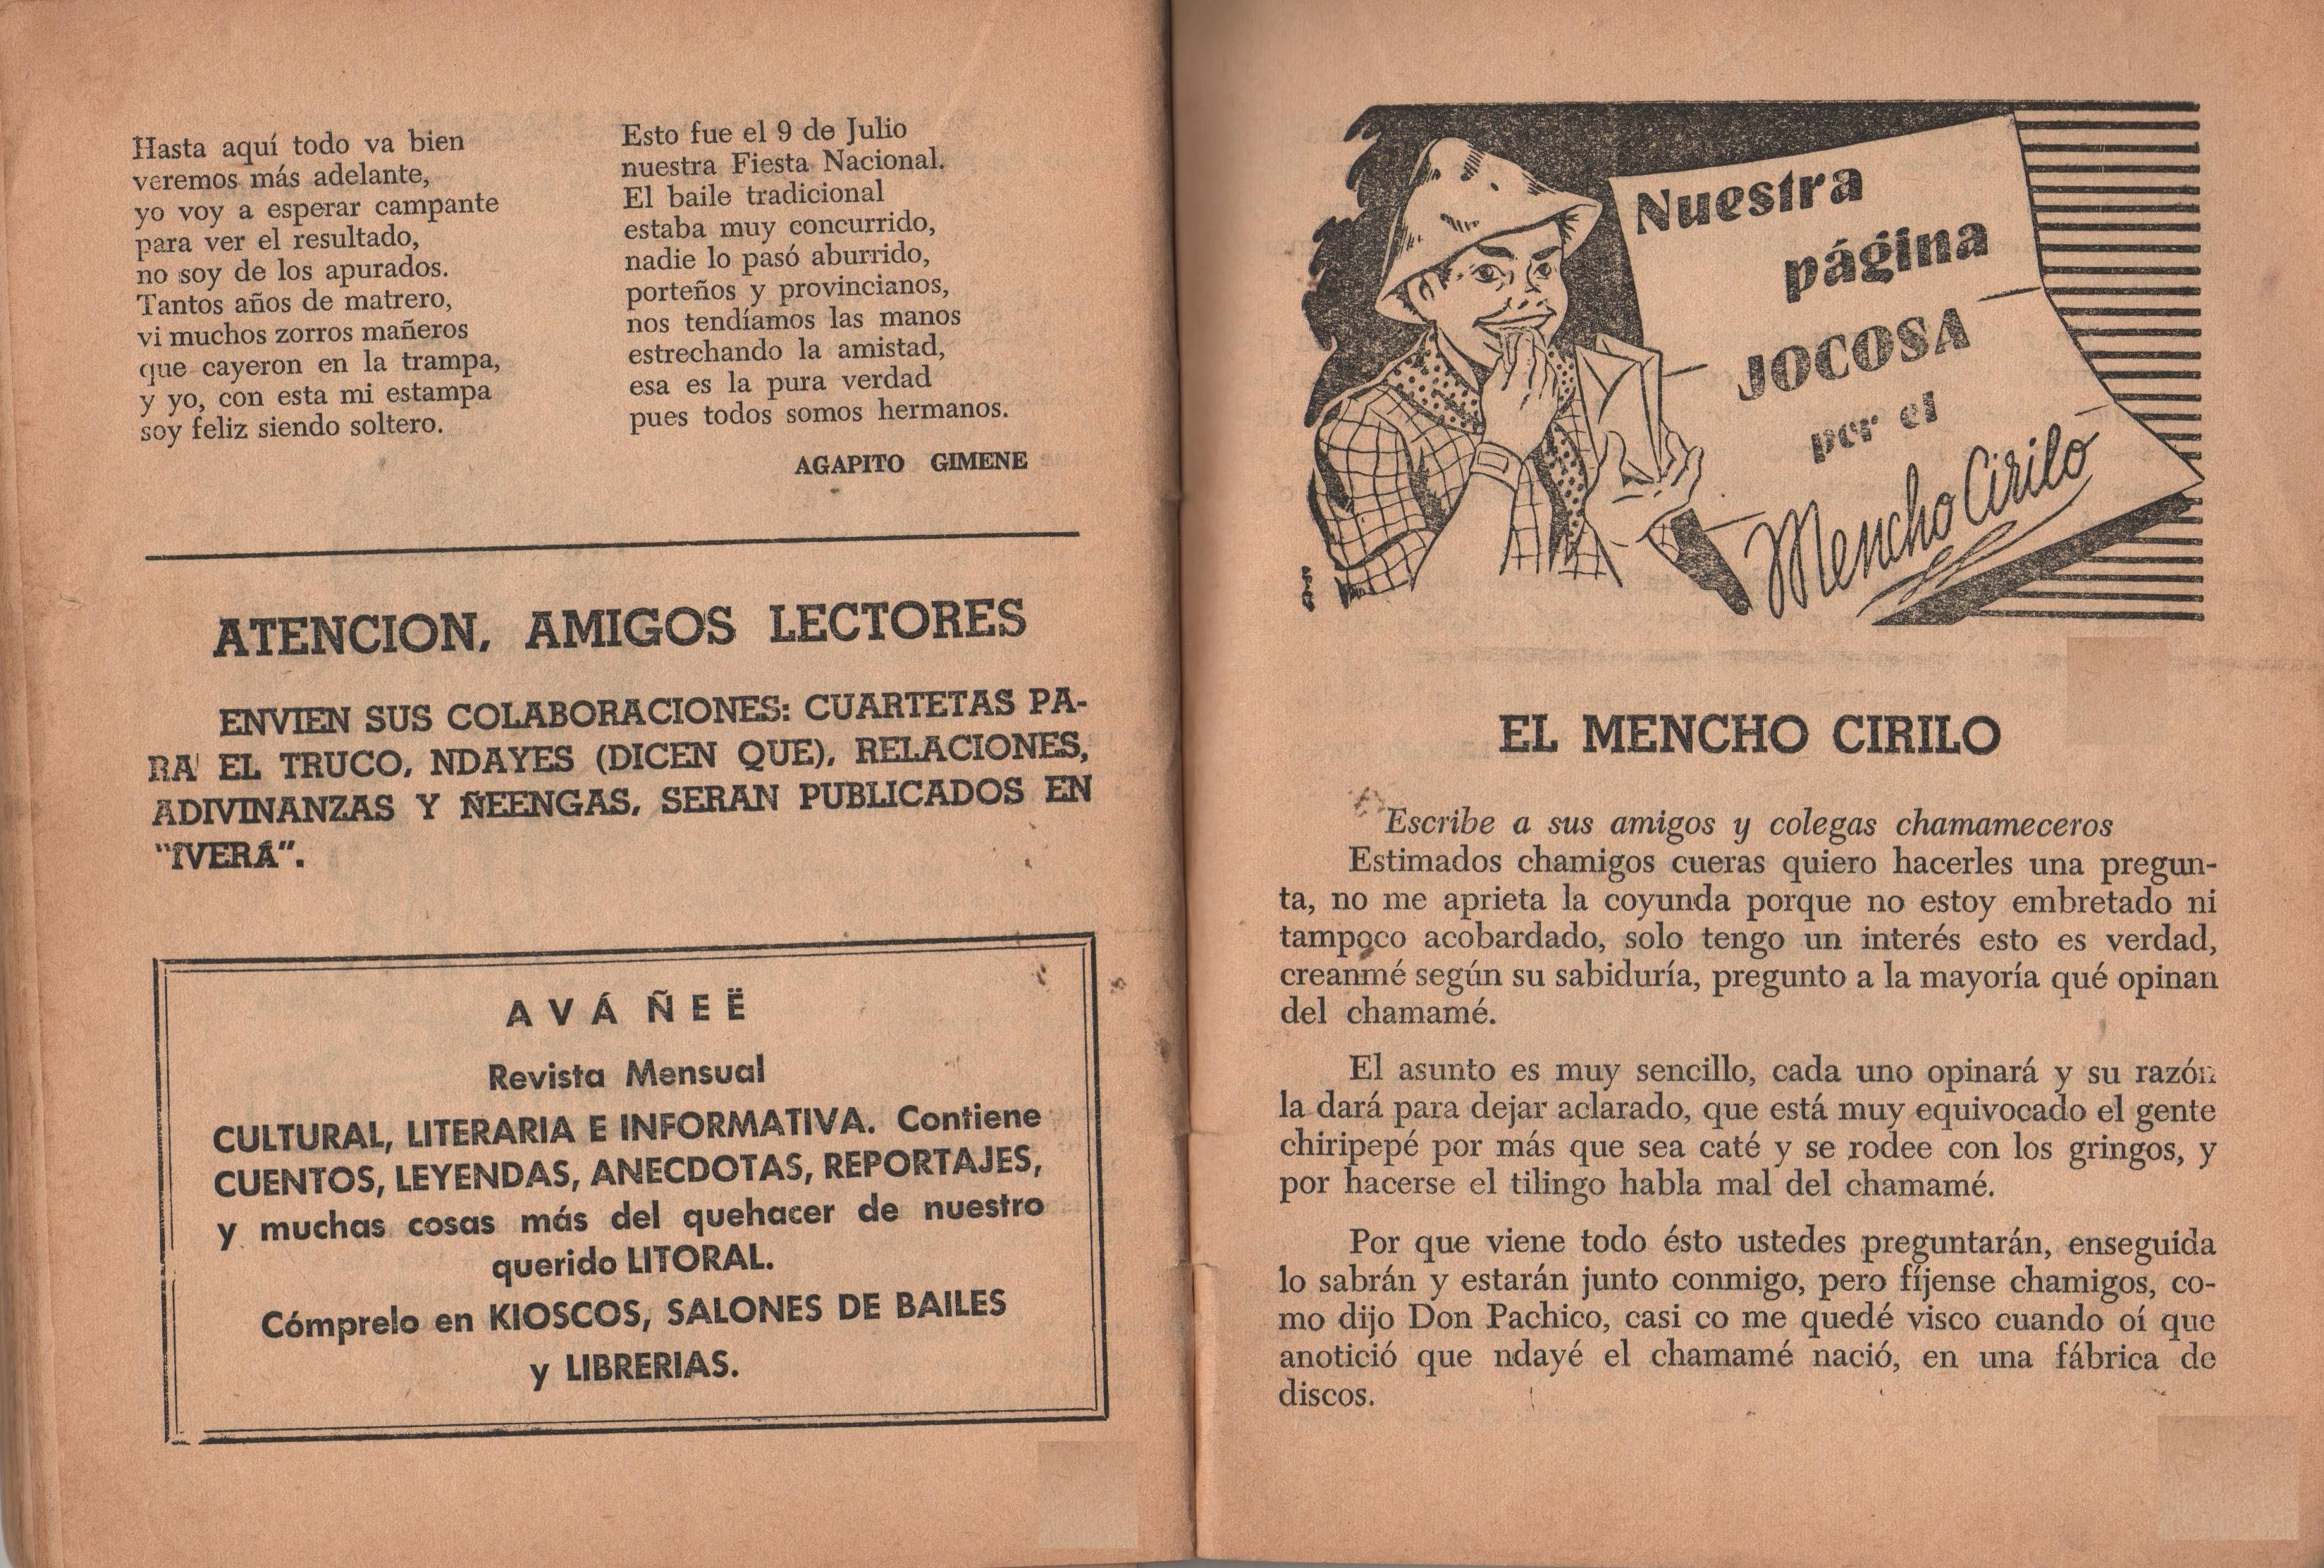 Hasta aquí todo va bien
veremos más adelante,
yo voy a esperar campante
para ver el resultado,
no soy de los apurados.
Tantos años de matrero,
vi muchos zorros mañeros
que cayeron en la trampa,
y yo, con esta mi estampa
soy feliz siendo soltero.
Esto fue el 9 de Julio
nuestra Fiesta Nacional.
El baile tradicional
estaba muy concurrido,
nadie lo pasó aburrido,
porteños y provincianos,
nos tendíamos las manos
estrechando la amistad,
esa es la pura verdad
pues todos somos hermanos.
AGAPITO GIMENE
ATENCION, AMIGOS LECTORES
ENVIEN SUS COLABORACIONES: CUARTETAS PA-
RA EL TRUCO, NDAYES (DICEN QUE), RELACIONES,
ADIVINANZAS Y ÑEENGAS, SERAN PUBLICADOS EN
"IVERÁ".
AVÁ ÑEË
Revista Mensual
CULTURAL, LITERARIA E INFORMATIVA. Contiene
CUENTOS, LEYENDAS, ANECDOTAS, REPORTAJES,
y muchas cosas más del quehacer de nuestro
querido LITORAL.
Cómprelo en KIOSCOS, SALONES DE BAILES
y LIBRERIAS.
Nuestra
página
JOCOSA
por el
Mencho Cirilo
EL MENCHO CIRILO
Escribe a sus amigos y colegas chamameceros
Estimados chamigos cueras quiero hacerles una pregun-
ta, no me aprieta la coyunda porque no estoy embretado ni
tampoco acobardado, solo tengo un interés esto es verdad,
creanmé según su sabiduría, pregunto a la mayoría qué opinan
del chamamé.
El asunto es muy sencillo, cada uno opinará y su razón
la dará para dejar aclarado, que está muy equivocado el gente
chiripepé por más que sea caté y se rodee con los gringos, y
por hacerse el tilingo habla mal del chamamé.
Por que viene todo ésto ustedes preguntarán, enseguida
lo sabrán y estarán junto conmigo, pero fíjense chamigos, co-
mo dijo Don Pachico, casi co me quedé visco cuando oí que
anotició que ndayé el chamamé nació, en una fábrica de
discos.